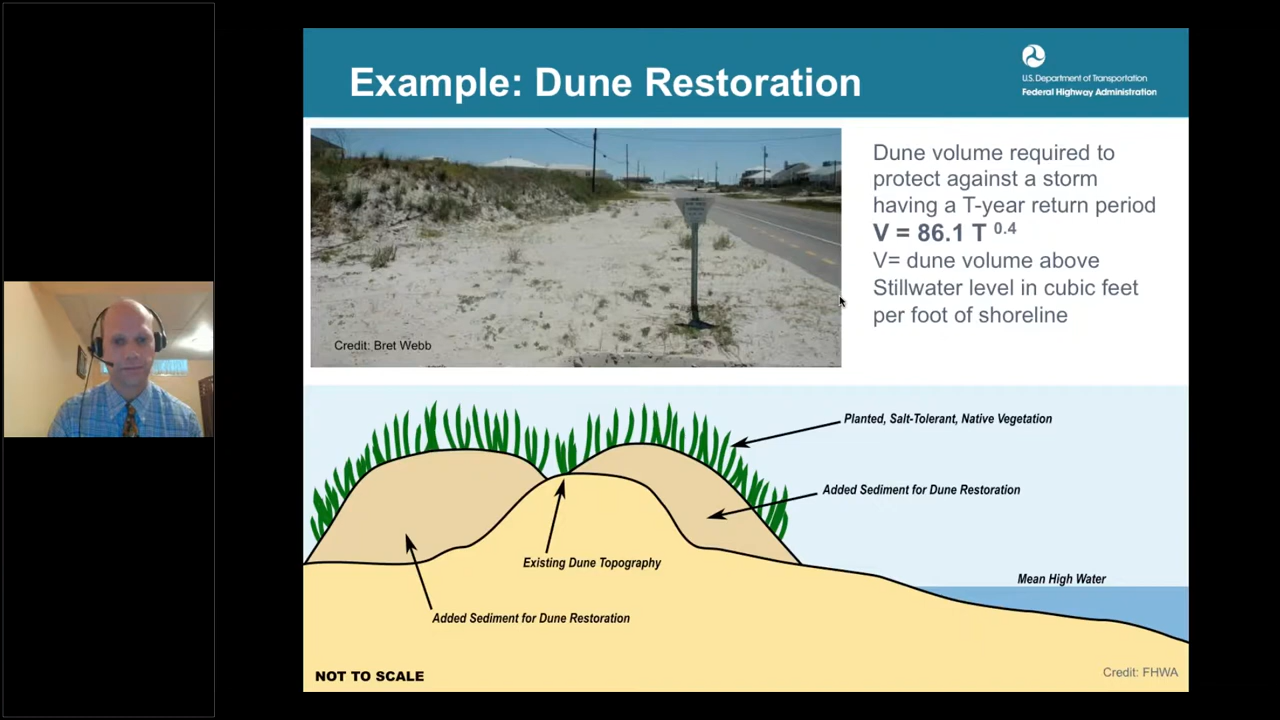 Example: Dune Restoration
U.S. Department of Transportation
Federal Highway Administration
Dune volume required to
protect against a storm
having a T-year return period
V = 86.1 T 0.4
V= dune volume above
Stillwater level in cubic feet
per foot of shoreline
Credit: Bret Webb
Planted, Salt-Tolerant, Native Vegetation
Added Sediment for Dune Restoration
Existing Dune Topography
Mean High Water
Added Sediment for Dune Restoration
NOT TO SCALE
Credit: FHWA